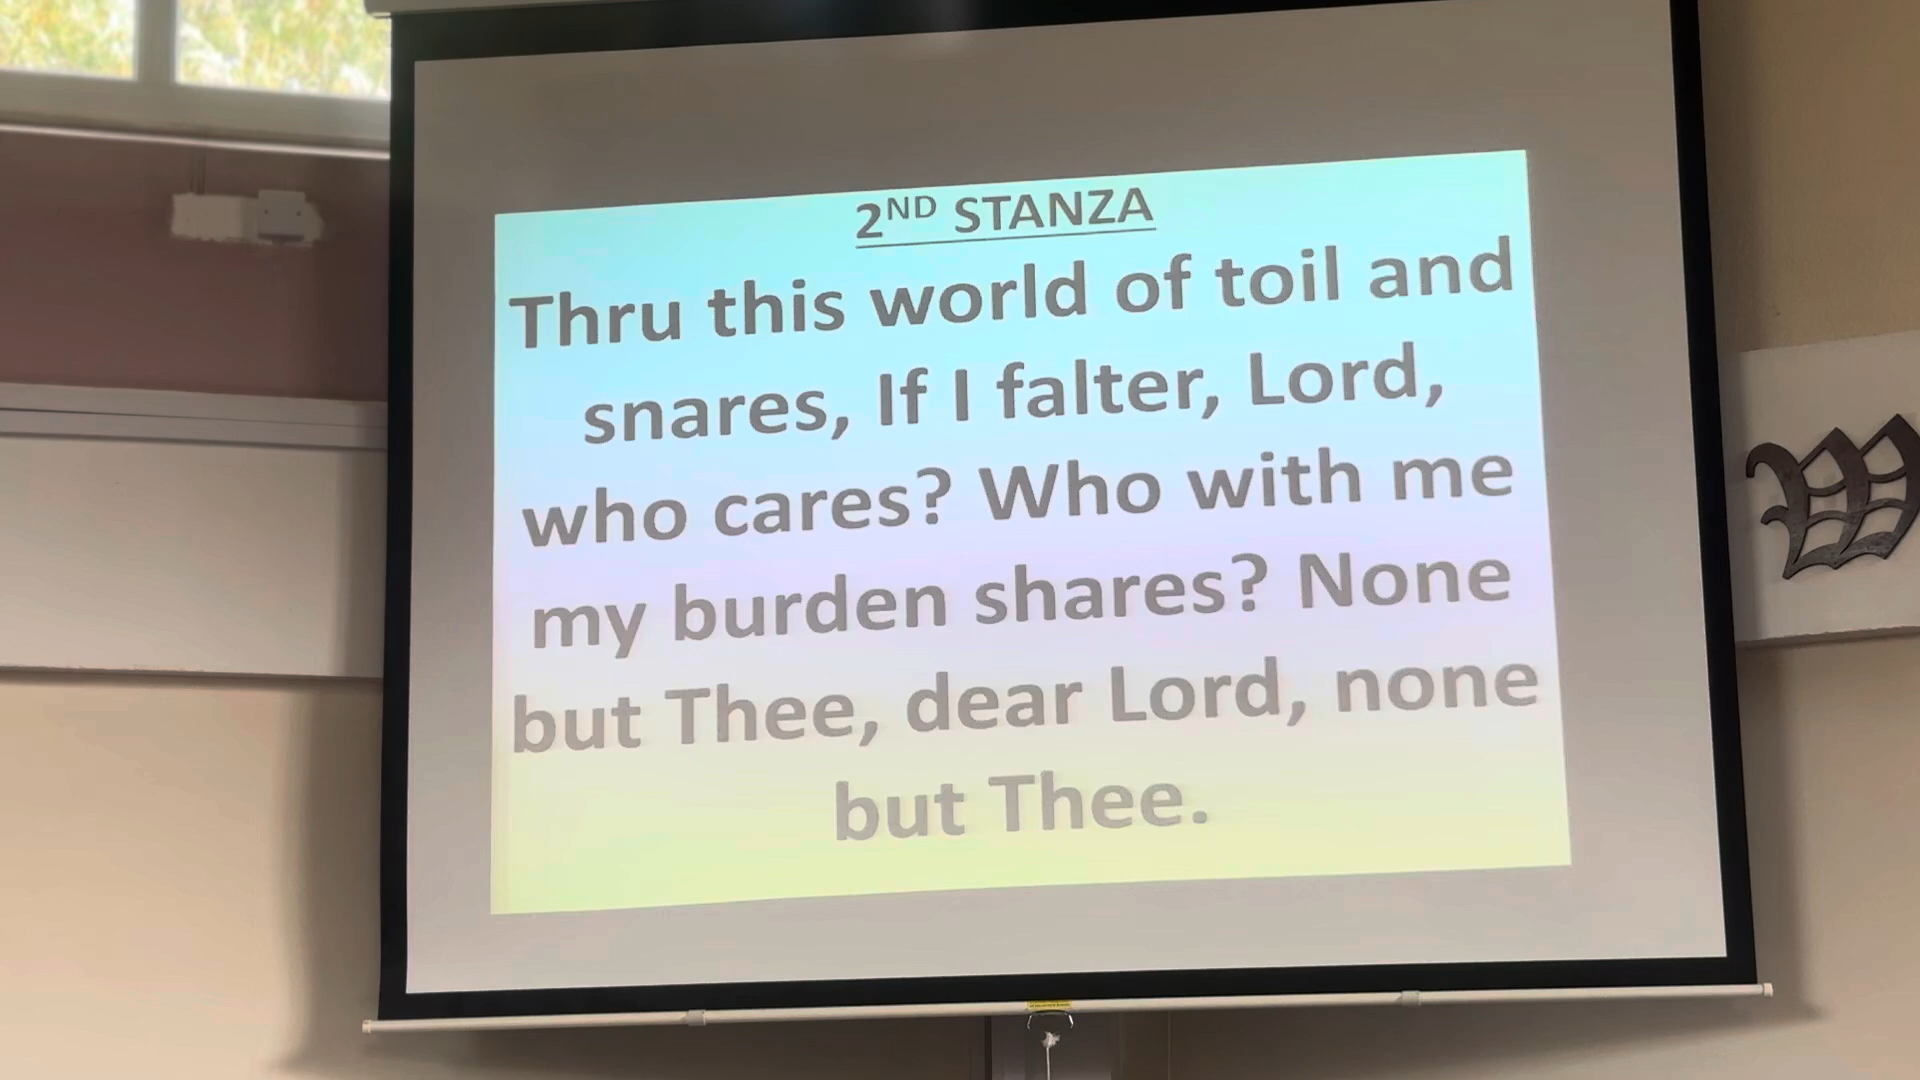 2ND STANZA
Thru this world of toil and
snares, If I falter, Lord,
who cares? Who with me
my burden shares? None
but Thee, dear Lord, none
but Thee.
W